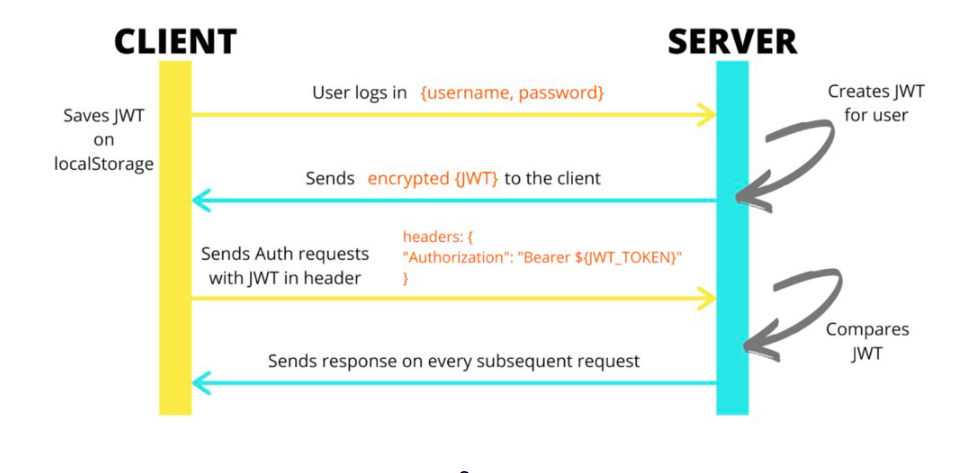 CLIENT
SERVER
User logs in {username, password}
Creates JWT
for user
Saves JWT
on
localStorage
Sends encrypted {JWT} to the client
Sends Auth requests
with JWT in header
headers: {
"Authorization": "Bearer ${JWT_TOKEN}"
}
Compares
JWT
Sends response on every subsequent request